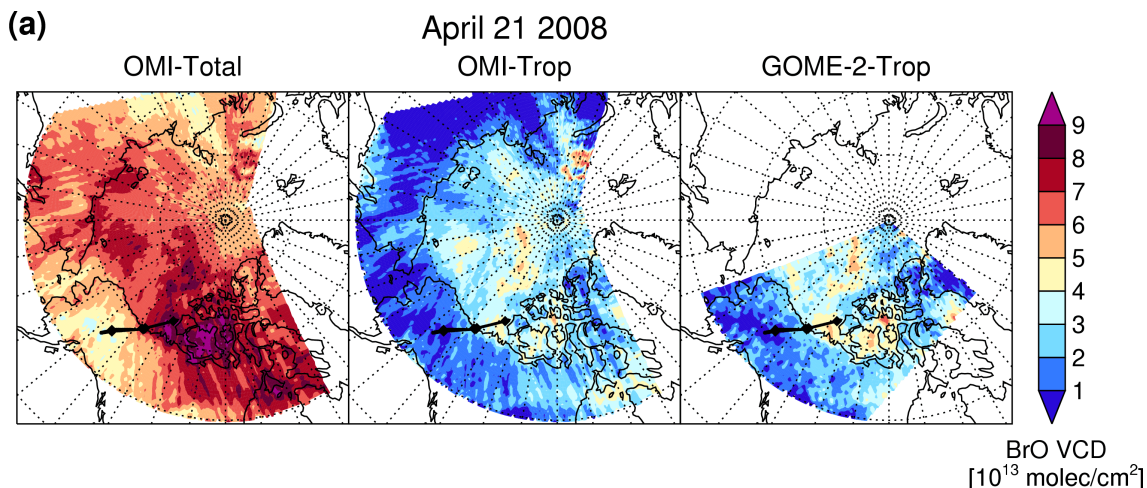 (a)
April 21 2008
OMI-Total
OMI-Trop
GOME-2-Trop
9
8
7
6
5
4
3
2
1
BrO VCD
[10¹³ molec/cm²]